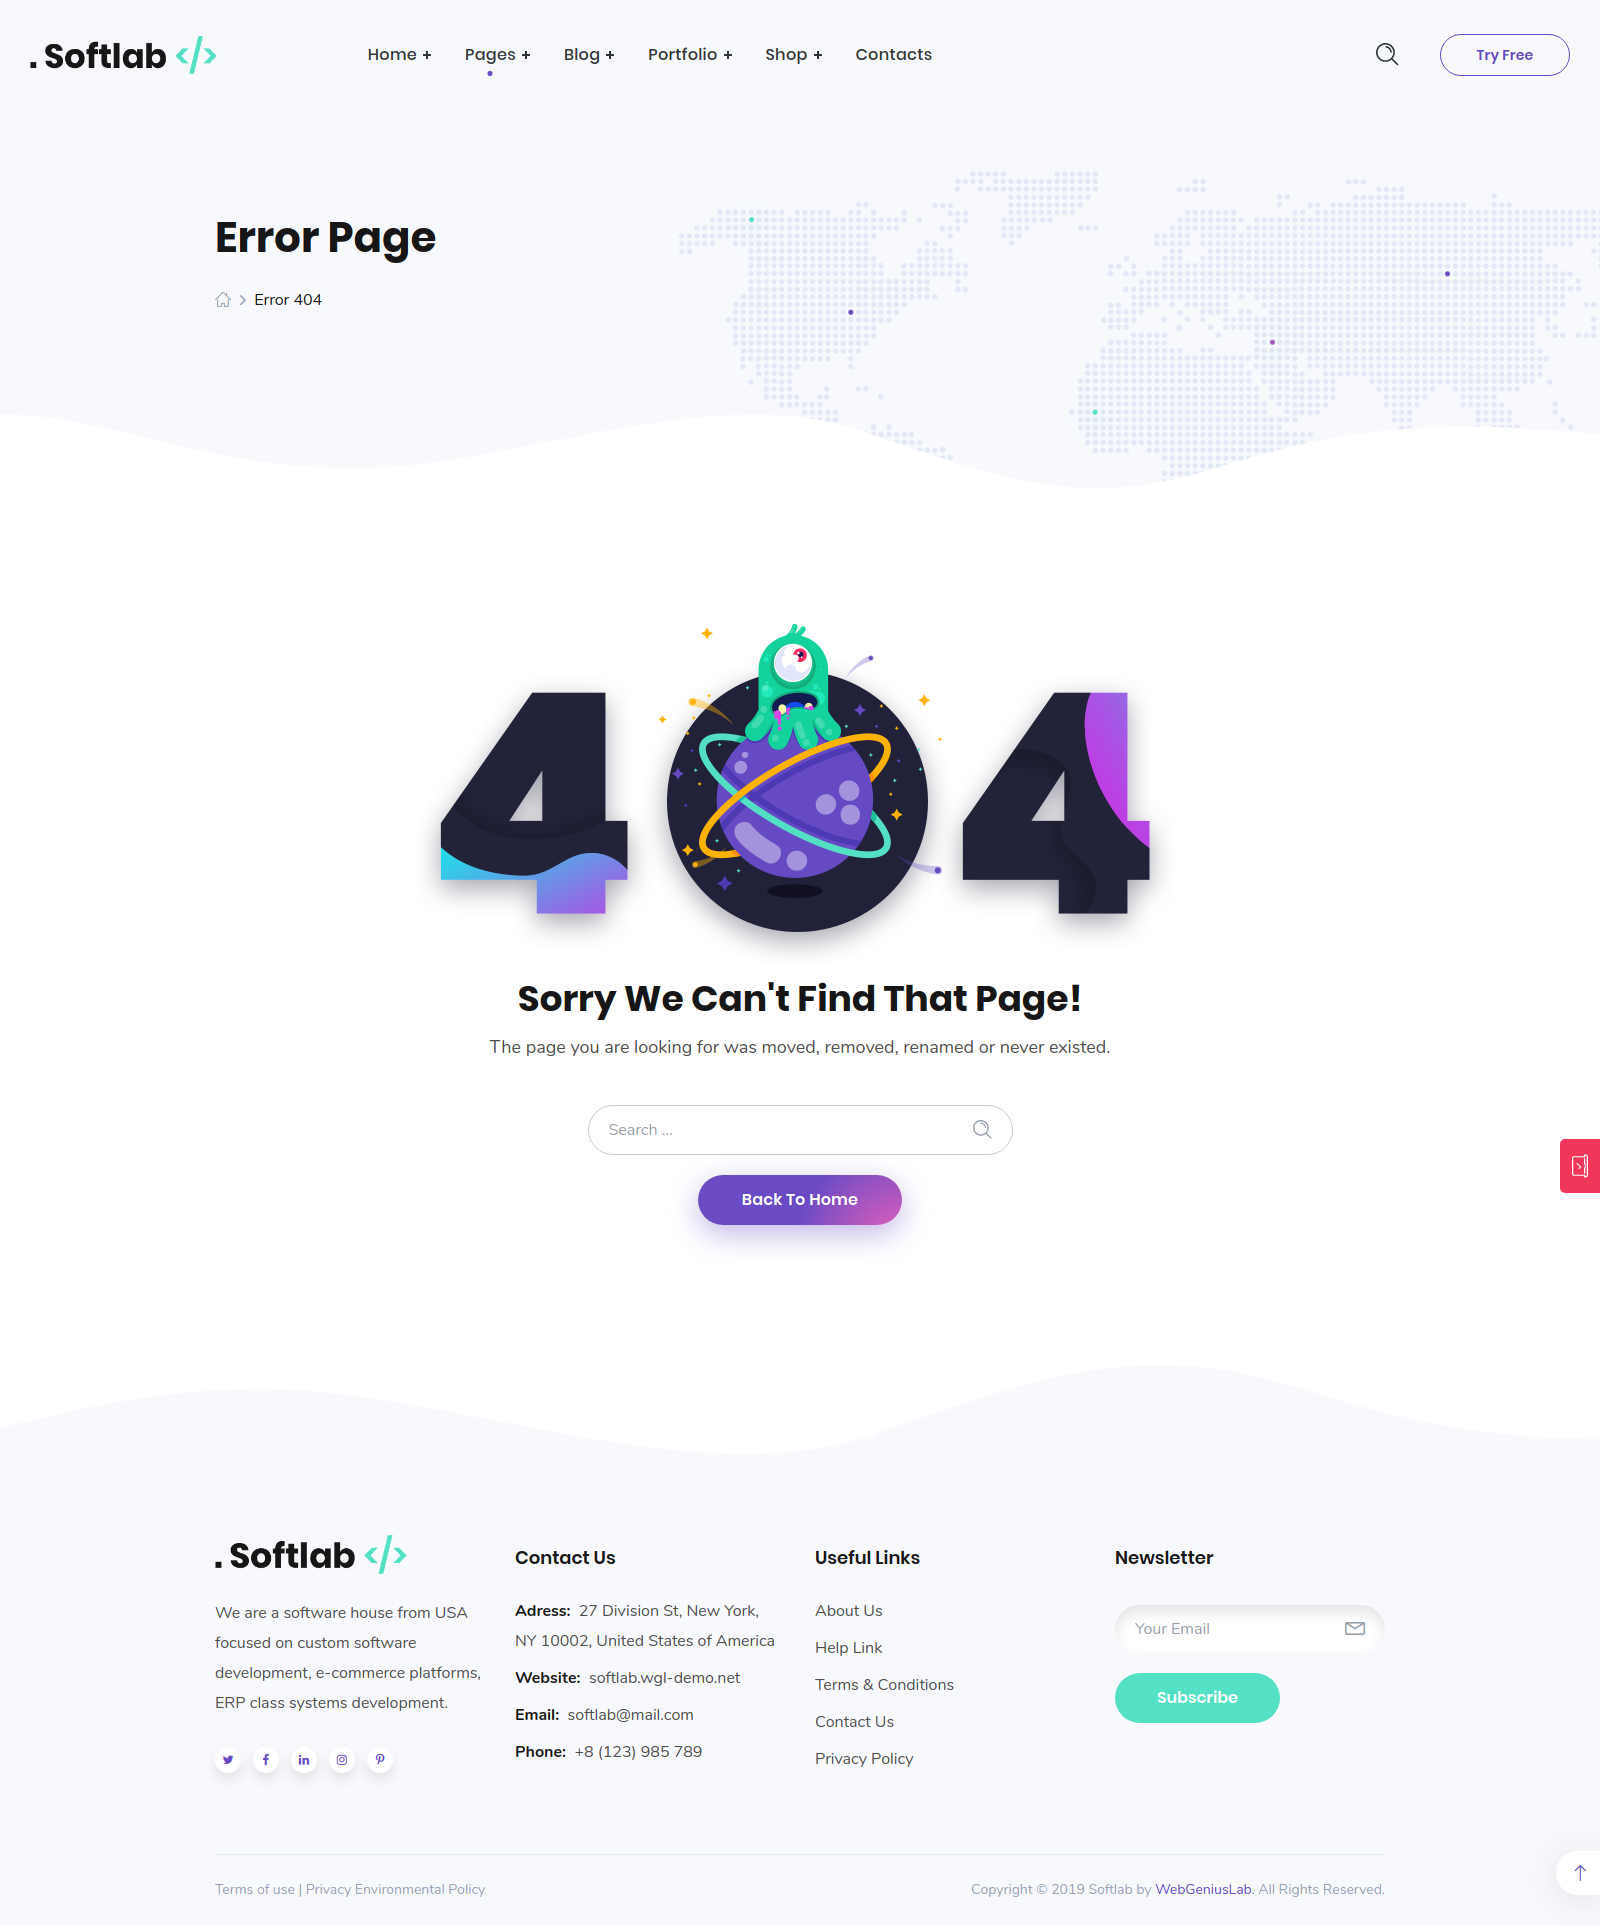 . Softlab </>
Home + Pages + Blog + Portfolio + Shop + Contacts
Try Free
Error Page
Error 404
404
Sorry We Can't Find That Page!
The page you are looking for was moved, removed, renamed or never existed.
Search ...
Back To Home
. Softlab </>
We are a software house from USA
focused on custom software
development, e-commerce platforms,
ERP class systems development.
Contact Us
Adress: 27 Division St, New York,
NY 10002, United States of America
Website: softlab.wgl-demo.net
Email: softlab@mail.com
Phone: +8 (123) 985 789
Useful Links
About Us
Help Link
Terms & Conditions
Contact Us
Privacy Policy
Newsletter
Your Email
Subscribe
Terms of use | Privacy Environmental Policy
Copyright © 2019 Softlab by WebGeniusLab. All Rights Reserved.